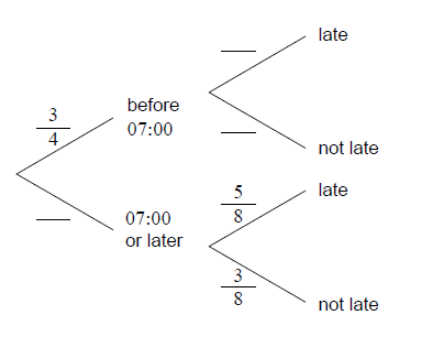 late
before
07:00
3/4
not late
late
5/8
07:00
or later
3/8
not late